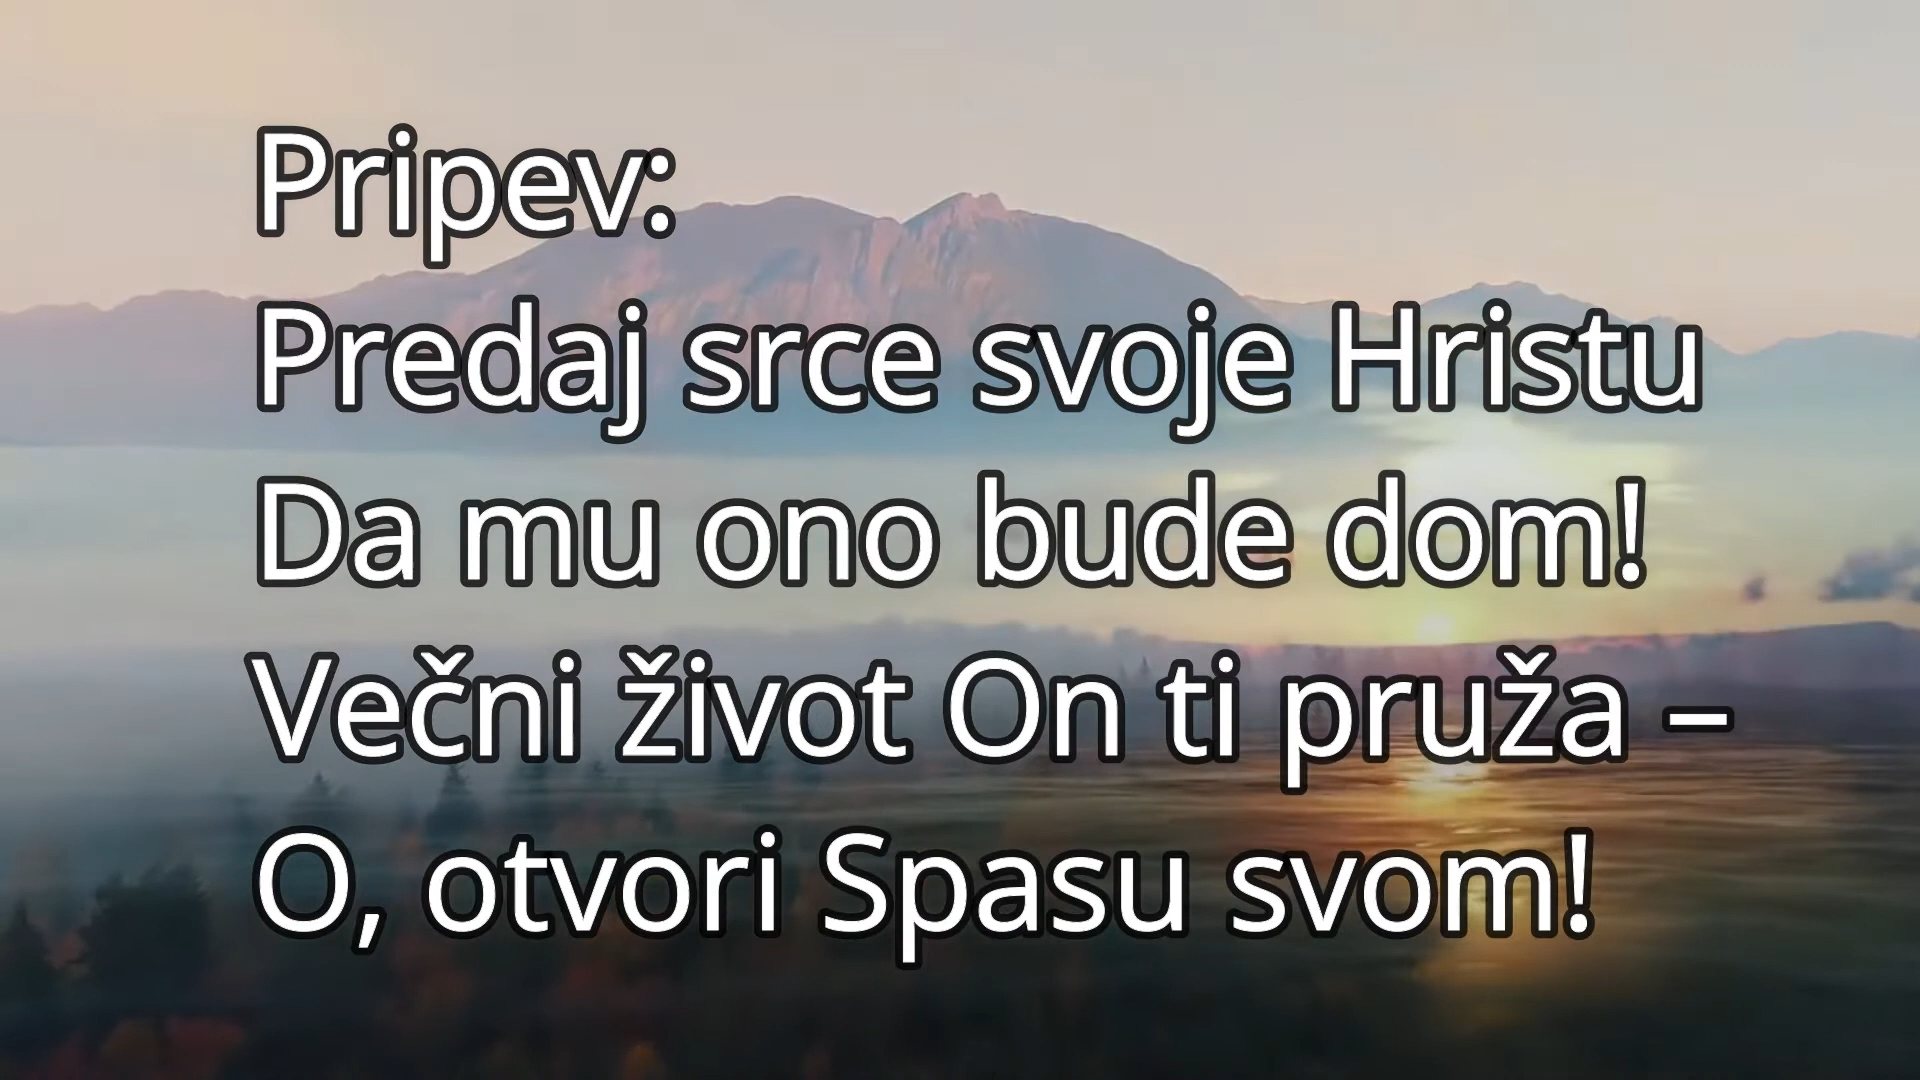 Pripev:
Predaj srce svoje Hristu
Da mu ono bude dom!
Večni život On ti pruža –
O, otvori Spasu svom!